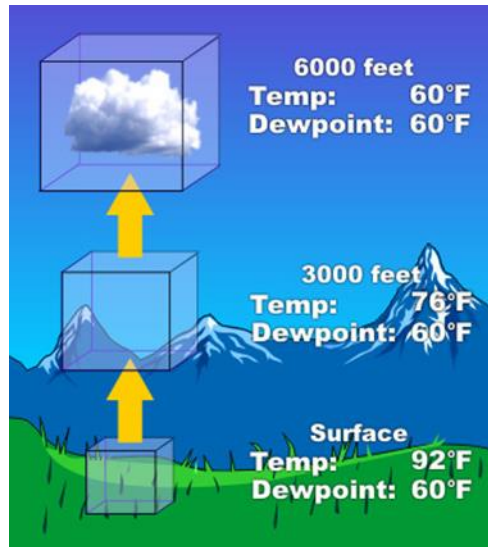 6000 feet
Temp: 60°F
Dewpoint: 60°F
3000 feet
Temp: 76°F
Dewpoint: 60°F
Surface
Temp: 92°F
Dewpoint: 60°F